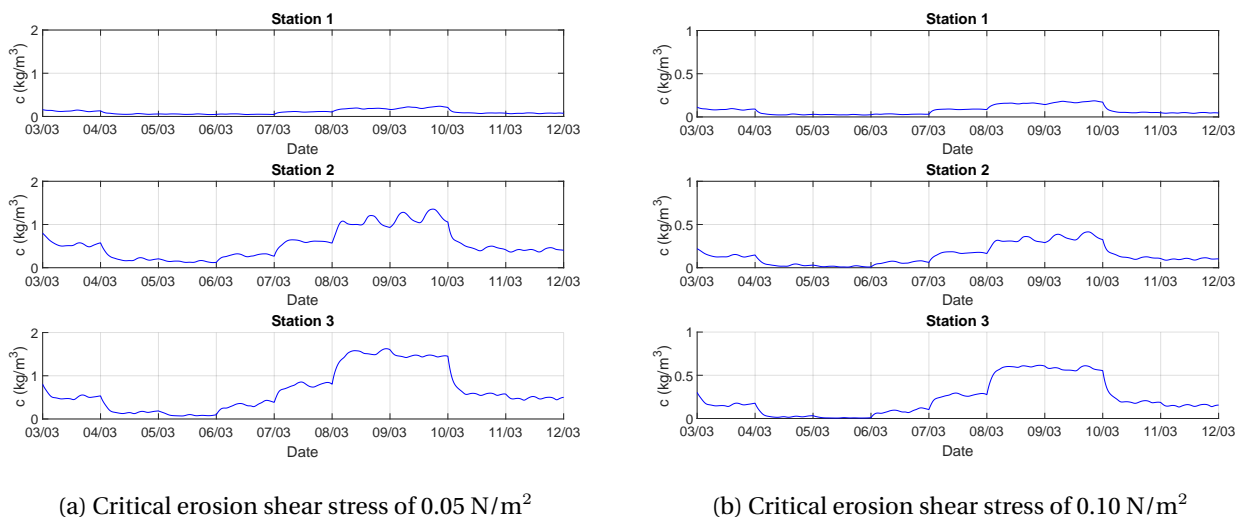 Station 1
2
1
0
c (kg/m³)
03/03 04/03 05/03 06/03 07/03 08/03 09/03 10/03 11/03 12/03
Date
Station 2
2
1
0
c (kg/m³)
03/03 04/03 05/03 06/03 07/03 08/03 09/03 10/03 11/03 12/03
Date
Station 3
2
1
0
c (kg/m³)
03/03 04/03 05/03 06/03 07/03 08/03 09/03 10/03 11/03 12/03
Date
(a) Critical erosion shear stress of 0.05 N/m²
Station 1
1
0.5
0
c (kg/m³)
03/03 04/03 05/03 06/03 07/03 08/03 09/03 10/03 11/03 12/03
Date
Station 2
1
0.5
0
c (kg/m³)
03/03 04/03 05/03 06/03 07/03 08/03 09/03 10/03 11/03 12/03
Date
Station 3
1
0.5
0
c (kg/m³)
03/03 04/03 05/03 06/03 07/03 08/03 09/03 10/03 11/03 12/03
Date
(b) Critical erosion shear stress of 0.10 N/m²